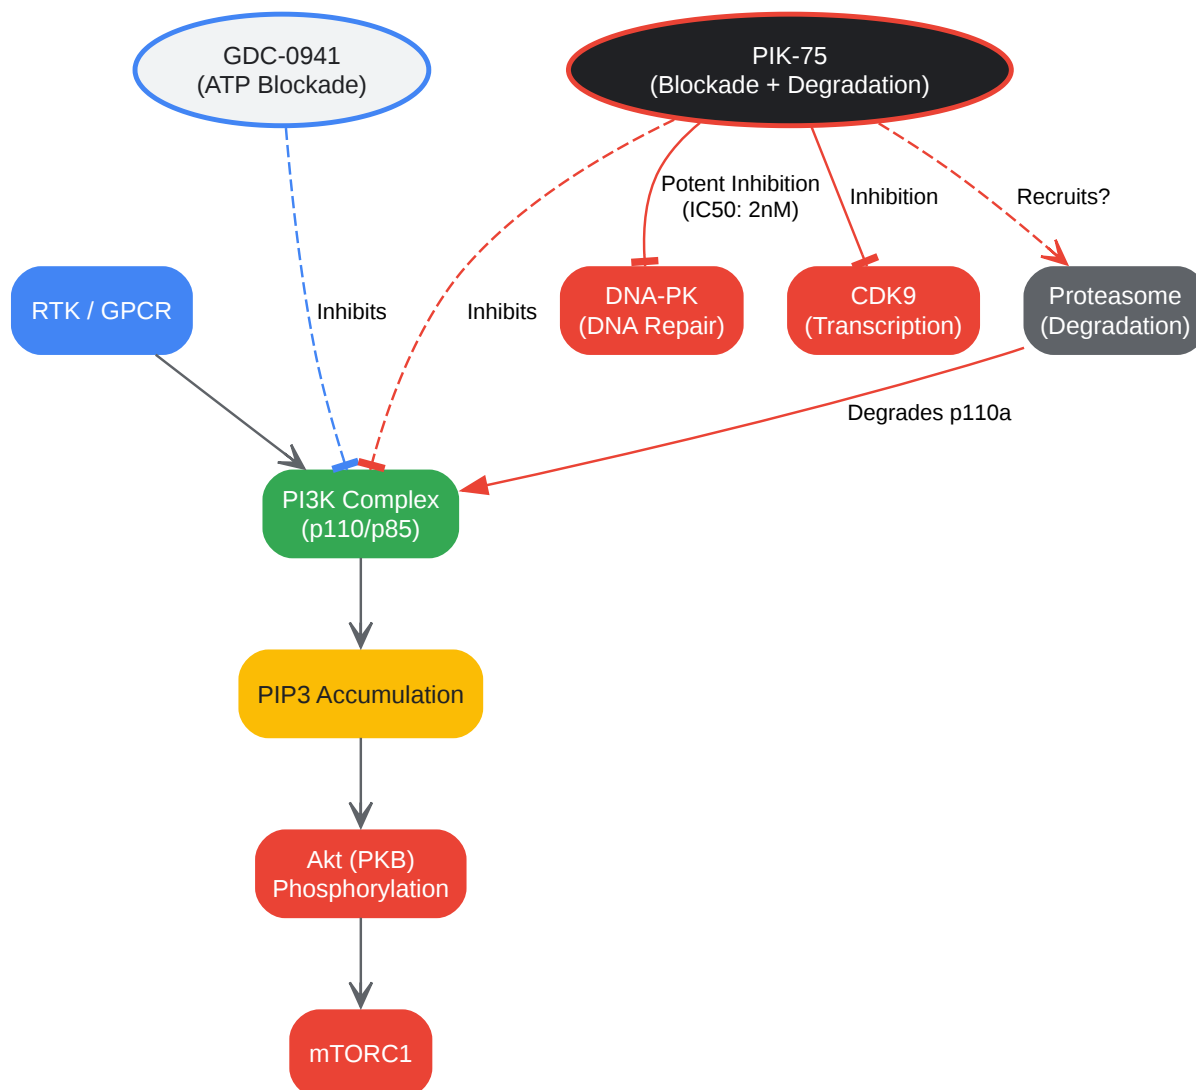 GDC-0941
(ATP Blockade)
PIK-75
(Blockade + Degradation)
Potent Inhibition
(IC50: 2nM)
Inhibition
Recruits?
RTK / GPCR
Inhibits
Inhibits
DNA-PK
(DNA Repair)
CDK9
(Transcription)
Proteasome
(Degradation)
Degrades p110a
PI3K Complex
(p110/p85)
PIP3 Accumulation
Akt (PKB)
Phosphorylation
mTORC1